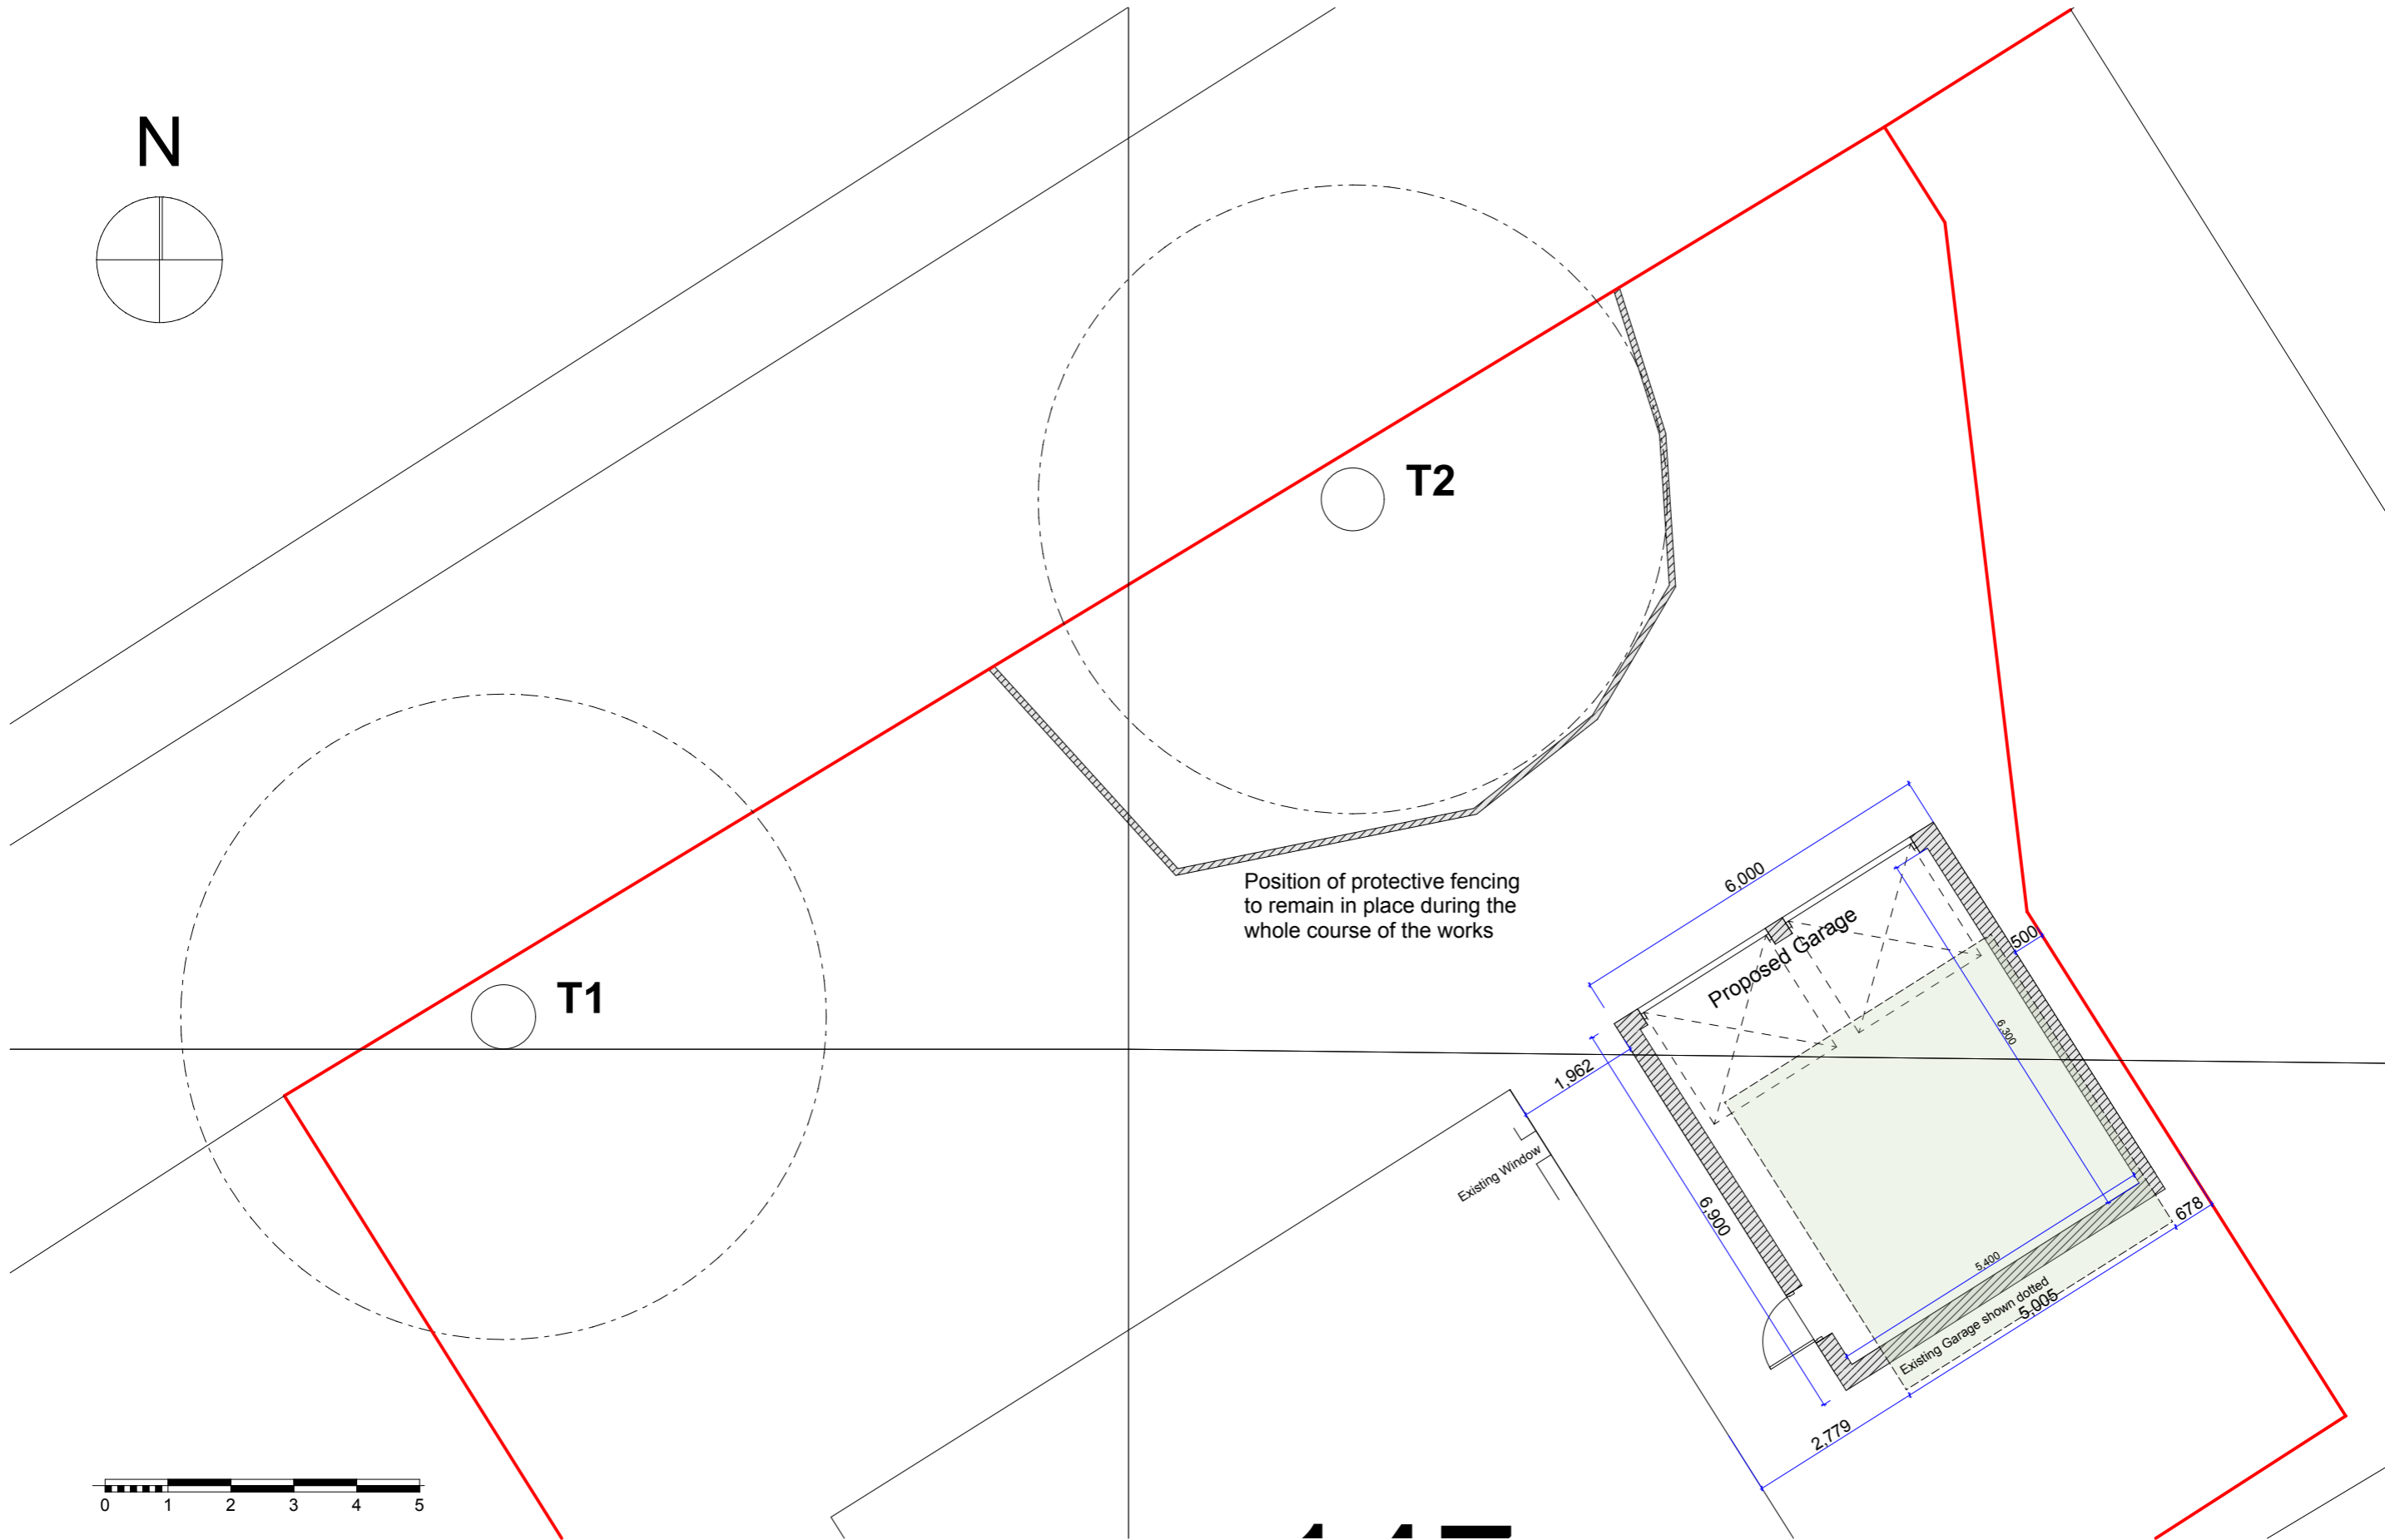 N
T2
T1
Position of protective fencing
to remain in place during the
whole course of the works
6,000
Proposed Garage
500
6,300
1,962
Existing Window
6,900
678
5,400
Existing Garage shown dotted
5,005
2,779
0 1 2 3 4 5